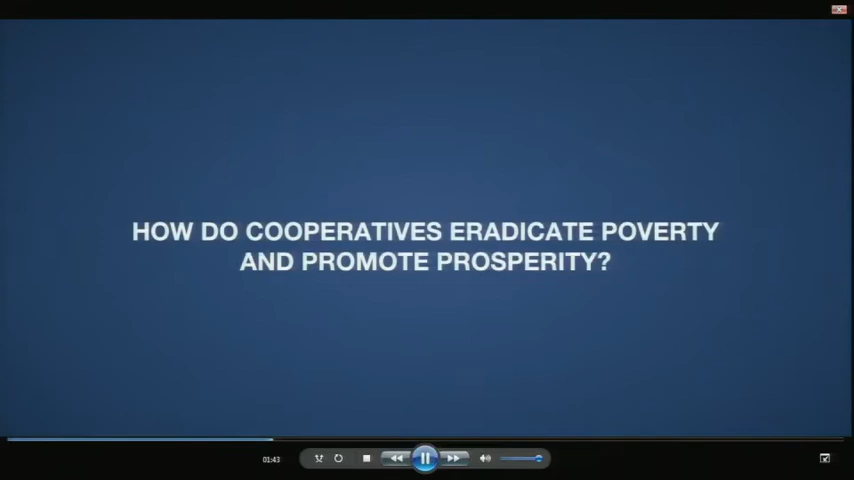 HOW DO COOPERATIVES ERADICATE POVERTY
AND PROMOTE PROSPERITY?
01:43